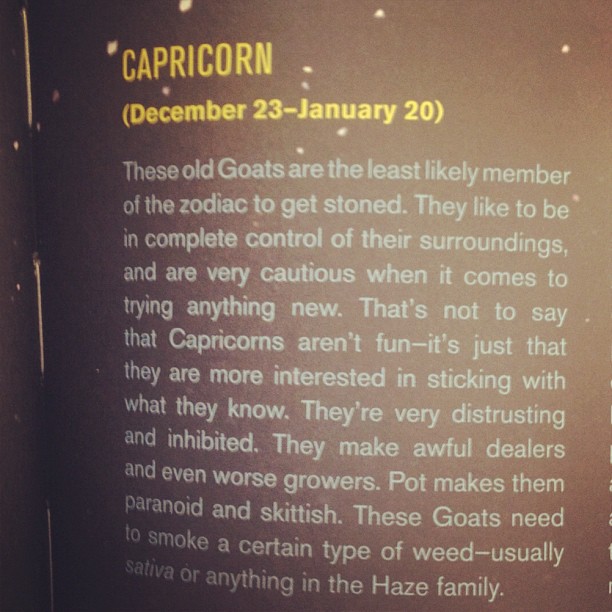 CAPRICORN
(December 23–January 20)
These old Goats are the least likely member
of the zodiac to get stoned. They like to be
in complete control of their surroundings,
and are very cautious when it comes to
trying anything new. That's not to say
that Capricorns aren't fun—it's just that
they are more interested in sticking with
what they know. They're very distrusting
and inhibited. They make awful dealers
and even worse growers. Pot makes them
paranoid and skittish. These Goats need
to smoke a certain type of weed—usually
sativa or anything in the Haze family.